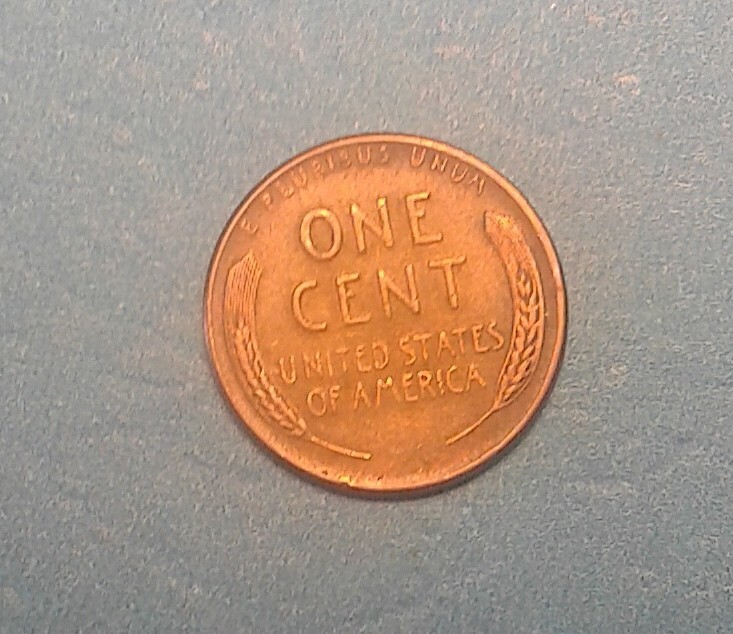 E PLURIBUS UNUM
ONE
CENT
UNITED STATES
OF AMERICA